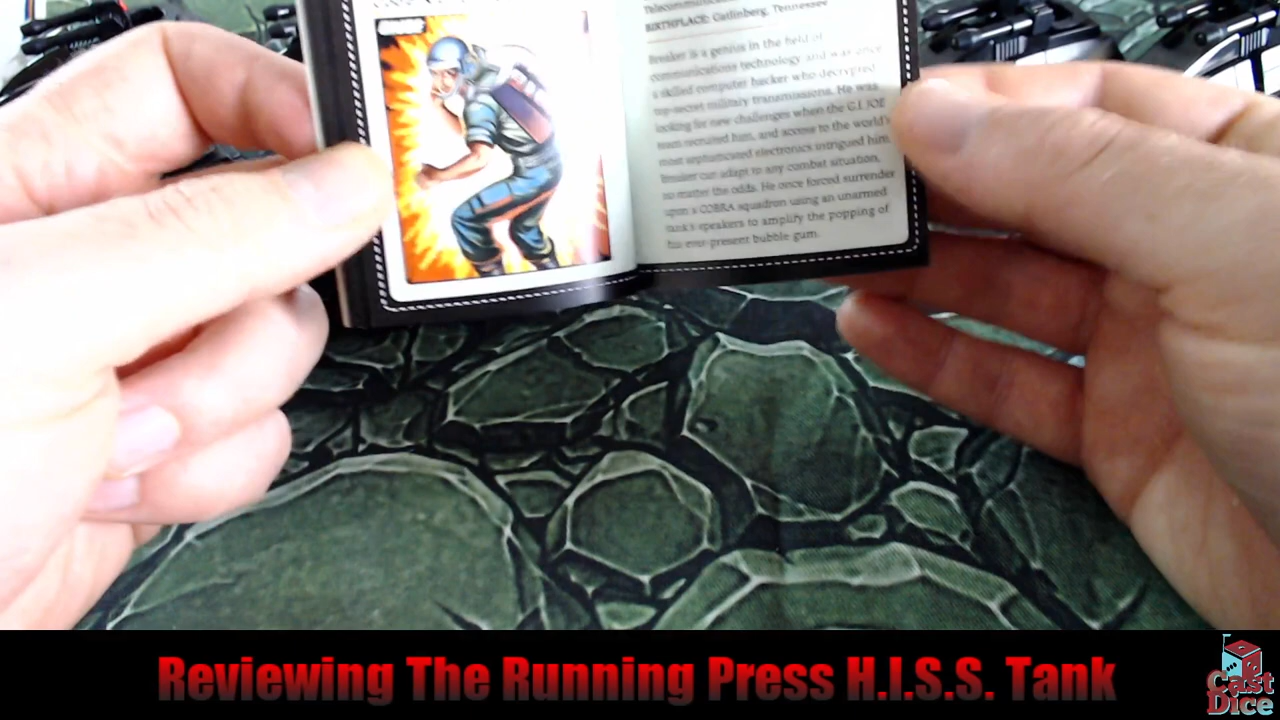 Telecommunications
BIRTHPLACE: Gatlinberg, Tennessee
Breaker is a genius in the field of
communications technology and was once
a skilled computer hacker who decrypted
top-secret military transmissions. He was
looking for new challenges when the G.I. JOE
team recruited him, and access to the world's
most sophisticated electronics intrigued him.
Breaker can adapt to any combat situation,
no matter the odds. He once forced surrender
upon a COBRA squadron using an unarmed
tank's speakers to amplify the popping of
his ever-present bubble gum.
Reviewing The Running Press H.I.S.S. Tank
Cast
Dice